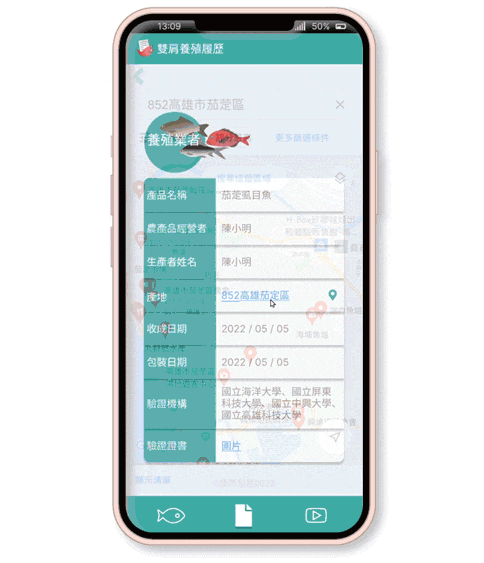 13:09
50%
雙肩養殖履歷
852高雄市茄萣區
養殖業者
更多篩選條件
產品名稱 茄萣虱目魚
農產品經營者 陳小明
生產者姓名 陳小明
產地 852高雄茄定區
收成日期 2022 / 05 / 05
包裝日期 2022 / 05 / 05
驗證機構 國立海洋大學、國立屏東
科技大學、國立中興大學、
國立高雄科技大學
驗證證書 圖片
顯示清單